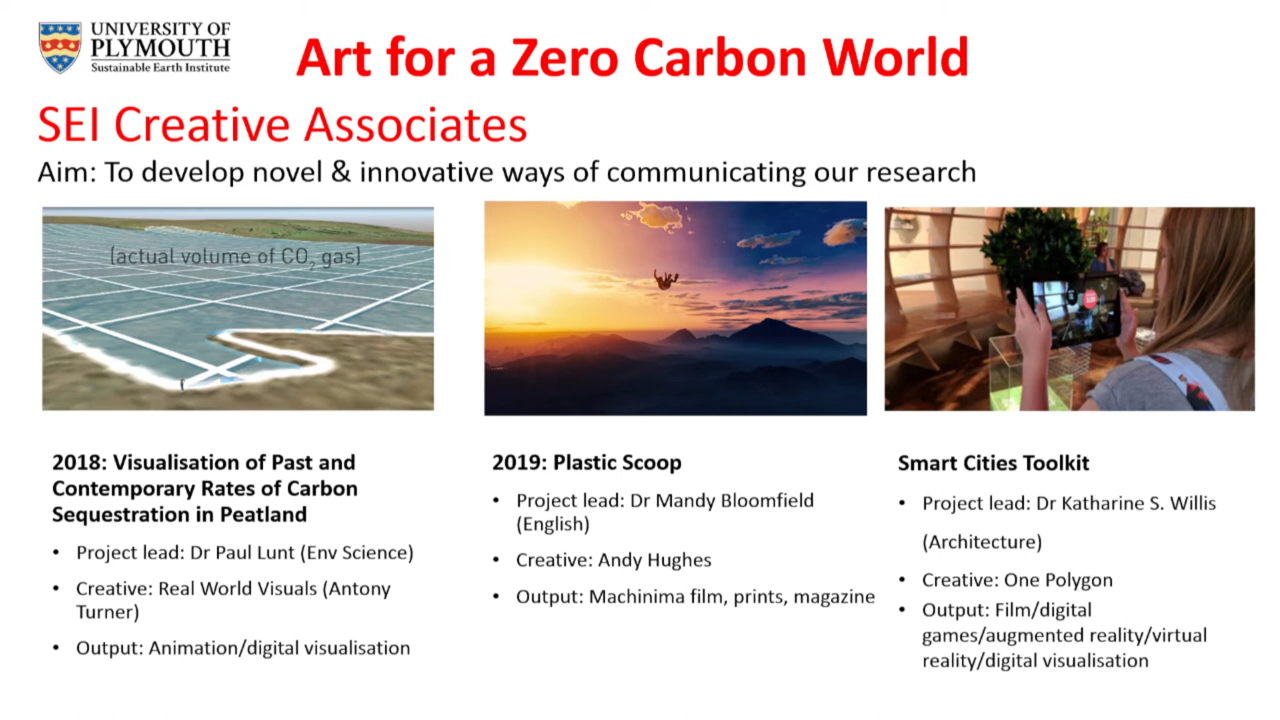 UNIVERSITY OF
PLYMOUTH
Sustainable Earth Institute
Art for a Zero Carbon World
SEI Creative Associates
Aim: To develop novel & innovative ways of communicating our research
(actual volume of CO₂ gas)
2018: Visualisation of Past and
Contemporary Rates of Carbon
Sequestration in Peatland
• Project lead: Dr Paul Lunt (Env Science)
• Creative: Real World Visuals (Antony
Turner)
• Output: Animation/digital visualisation
2019: Plastic Scoop
• Project lead: Dr Mandy Bloomfield
(English)
• Creative: Andy Hughes
• Output: Machinima film, prints, magazine
Smart Cities Toolkit
• Project lead: Dr Katharine S. Willis
(Architecture)
• Creative: One Polygon
• Output: Film/digital
games/augmented reality/virtual
reality/digital visualisation